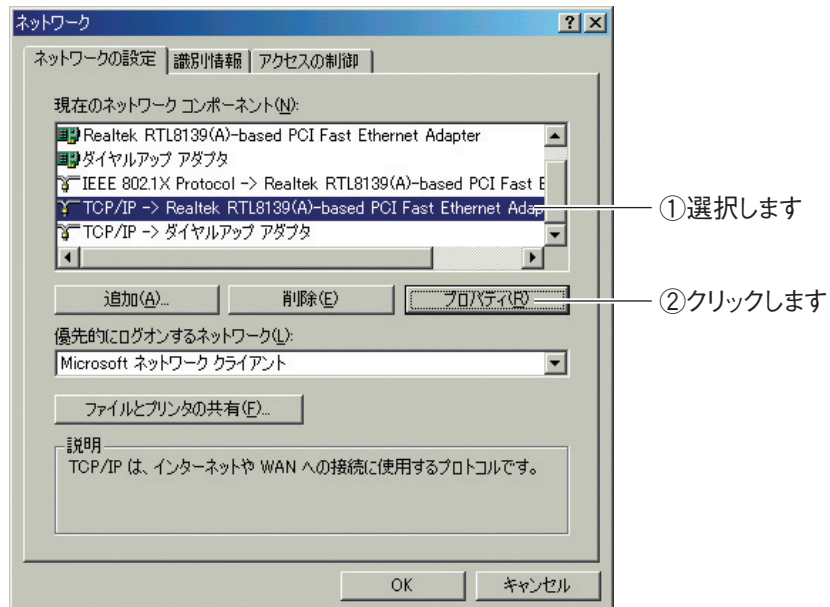 ネットワーク
ネットワークの設定 識別情報 アクセスの制御
現在のネットワーク コンポーネント(N):
Realtek RTL8139(A)-based PCI Fast Ethernet Adapter
ダイヤルアップ アダプタ
IEEE 802.1X Protocol -> Realtek RTL8139(A)-based PCI Fast E
TCP/IP -> Realtek RTL8139(A)-based PCI Fast Ethernet Adap
①選択します
TCP/IP -> ダイヤルアップ アダプタ
追加(A)... 削除(E) プロパティ(R)
②クリックします
優先的にログオンするネットワーク(L):
Microsoft ネットワーク クライアント
ファイルとプリンタの共有(F)...
説明
TCP/IP は、インターネットや WAN への接続に使用するプロトコルです。
OK キャンセル